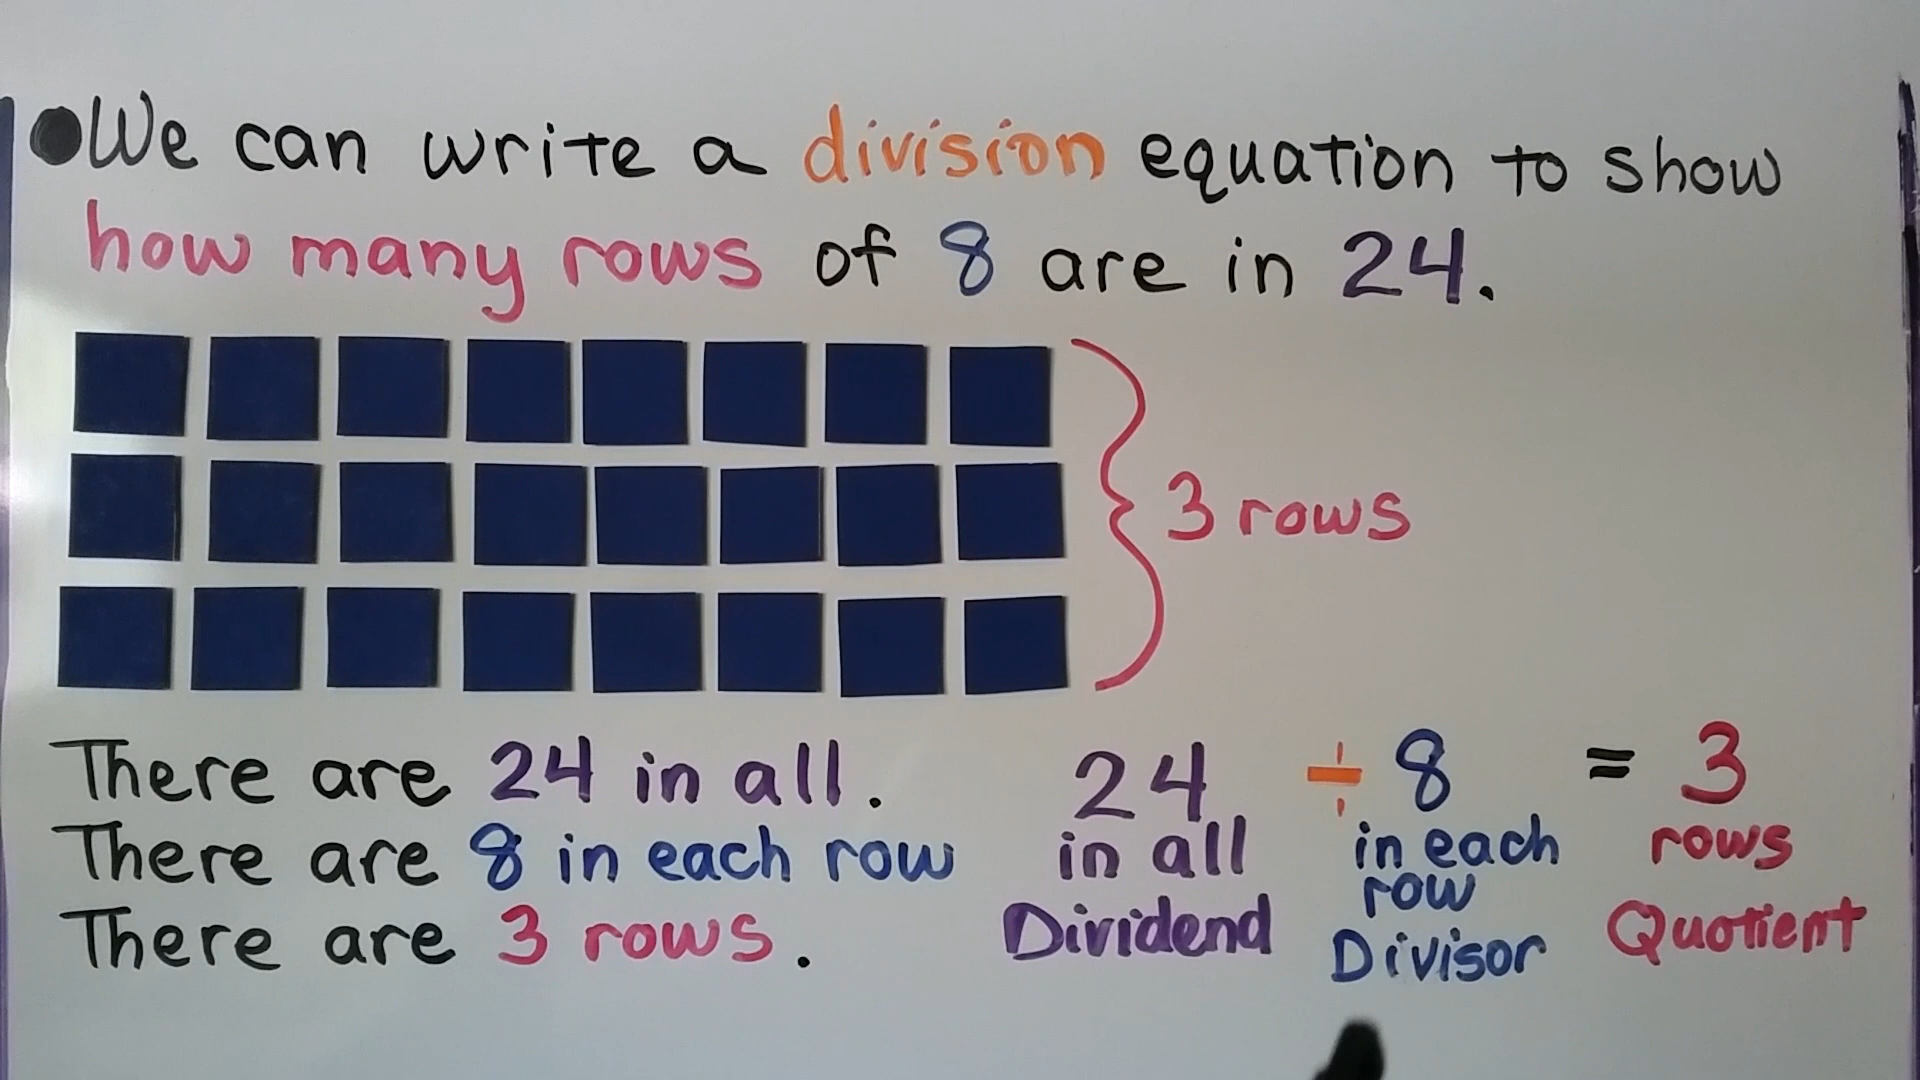 ●We can write a division equation to show
how many rows of 8 are in 24.
3 rows
There are 24 in all.
There are 8 in each row
There are 3 rows.
24 ÷ 8 = 3
in all in each row rows
Dividend Divisor Quotient